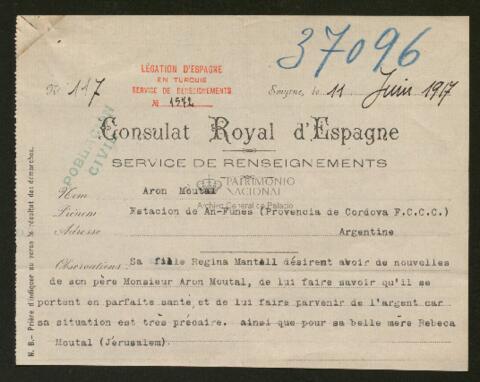 37096
LÉGATION D'ESPAGNE
EN TURQUIE
SERVICE DE RENSEIGNEMENTS
№ 1572
№ 117
Smyrne, le 11 Juin 1917
POBLACION
CIVIL
Consulat Royal d'Espagne
SERVICE DE RENSEIGNEMENTS
PATRIMONIO
NACIONAL
Archivo General de Palacio
Nom Aron Moutal
Prénom Estacion de An-Funes (Provencia de Cordova F.C.C.C.)
Adresse Argentine
Observations: Sa fille Regina Mantell désirent avoir de nouvelles
de son père Monsieur Aron Moutal, de lui faire savoir qu'il se
portent en parfaite santé, et de lui faire parvenir de l'argent car
sa situation est très précaire. ainsi que pour sa belle mère Rebeca
Moutal (Jérusalem).
N. B. - Prière d'indiquer au verso le résultat des démarches.